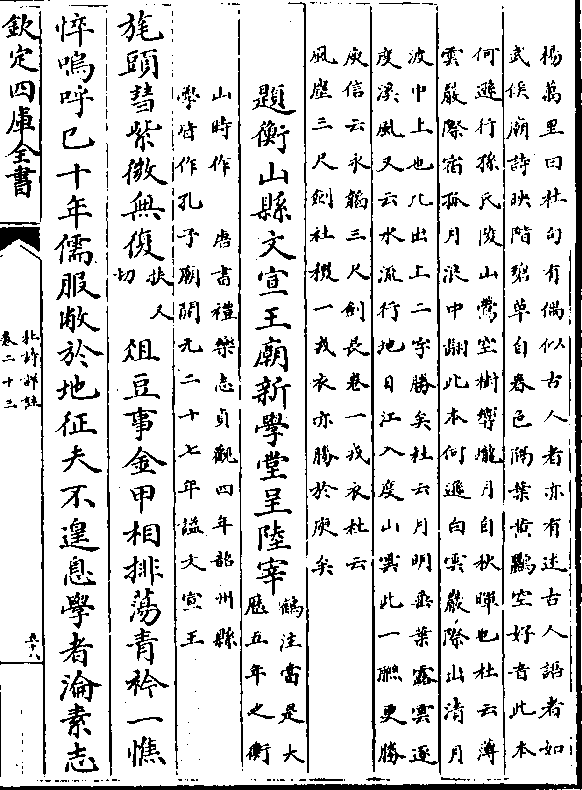 楊萬里曰杜句有偶似古人者亦有述古人語者如
武侯廟詩映階碧草自春色隔葉黄鸝空好音此本
何遜行孫氏陵山鶯空樹響壠月自秋暉也杜云薄
雲巖際宿孤月浪中翻此本何遜白雲巖際出清月
波中上也凡出上二字勝矣杜云月明垂葉露雲逐
度溪風又云水流行地日江入度山雲此一聯更勝
庾信云永韜三尺劍長卷一戎衣杜云
風塵三尺劍社稷一戎衣亦勝於庾矣
題衡山縣文宣王廟新學堂呈陸宰
鶴注當是大
厯五年之衡
山時作 唐書禮樂志貞觀四年詔州縣
學皆作孔子廟開元二十七年謚文宣王
旄頭彗紫微無復
扶又
切
俎豆事金甲相排蕩青衿一憔
悴嗚呼已十年儒服敝於地征夫不遑息學者淪素志
欽定四庫全書
杜詩詳註
卷二十三
五十八